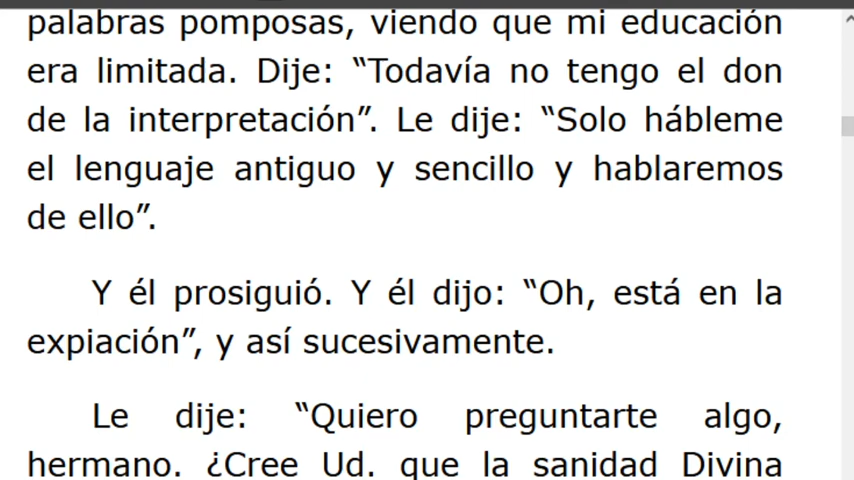 palabras pomposas, viendo que mi educación
era limitada. Dije: “Todavía no tengo el don
de la interpretación”. Le dije: “Solo hábleme
el lenguaje antiguo y sencillo y hablaremos
de ello”.
Y él prosiguió. Y él dijo: “Oh, está en la
expiación”, y así sucesivamente.
Le dije: “Quiero preguntarte algo,
hermano. ¿Cree Ud. que la sanidad Divina